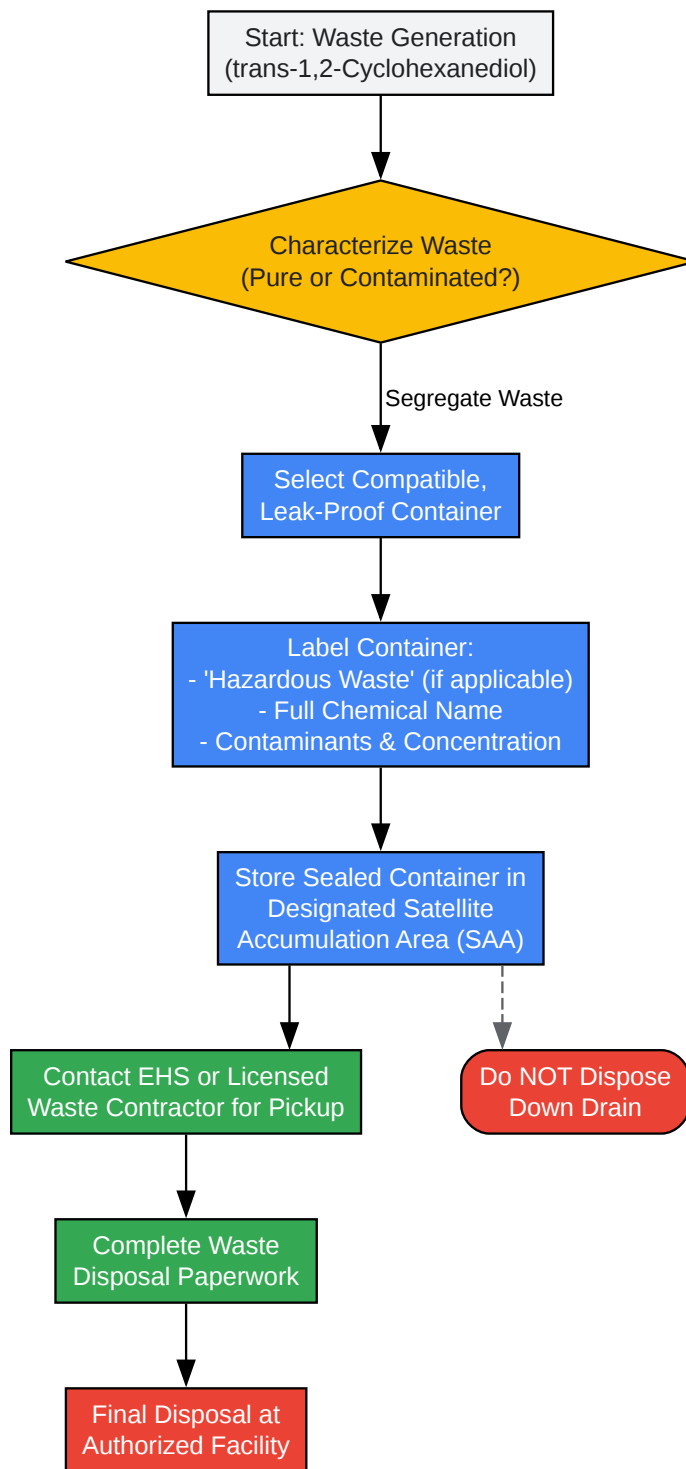 Start: Waste Generation
(trans-1,2-Cyclohexanediol)
Characterize Waste
(Pure or Contaminated?)
Segregate Waste
Select Compatible,
Leak-Proof Container
Label Container:
- 'Hazardous Waste' (if applicable)
- Full Chemical Name
- Contaminants & Concentration
Store Sealed Container in
Designated Satellite
Accumulation Area (SAA)
Contact EHS or Licensed
Waste Contractor for Pickup
Do NOT Dispose
Down Drain
Complete Waste
Disposal Paperwork
Final Disposal at
Authorized Facility